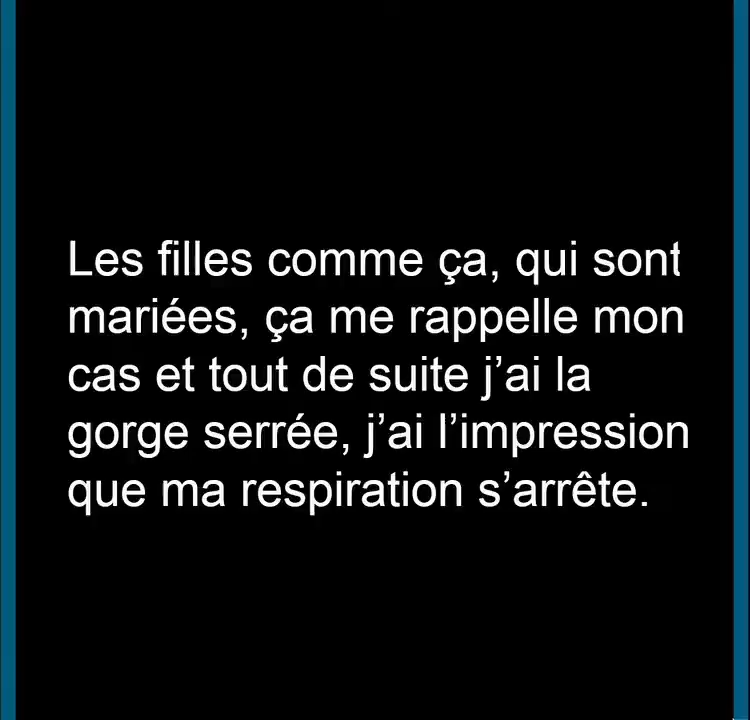 Les filles comme ça, qui sont
mariées, ça me rappelle mon
cas et tout de suite j’ai la
gorge serrée, j’ai l’impression
que ma respiration s’arrête.